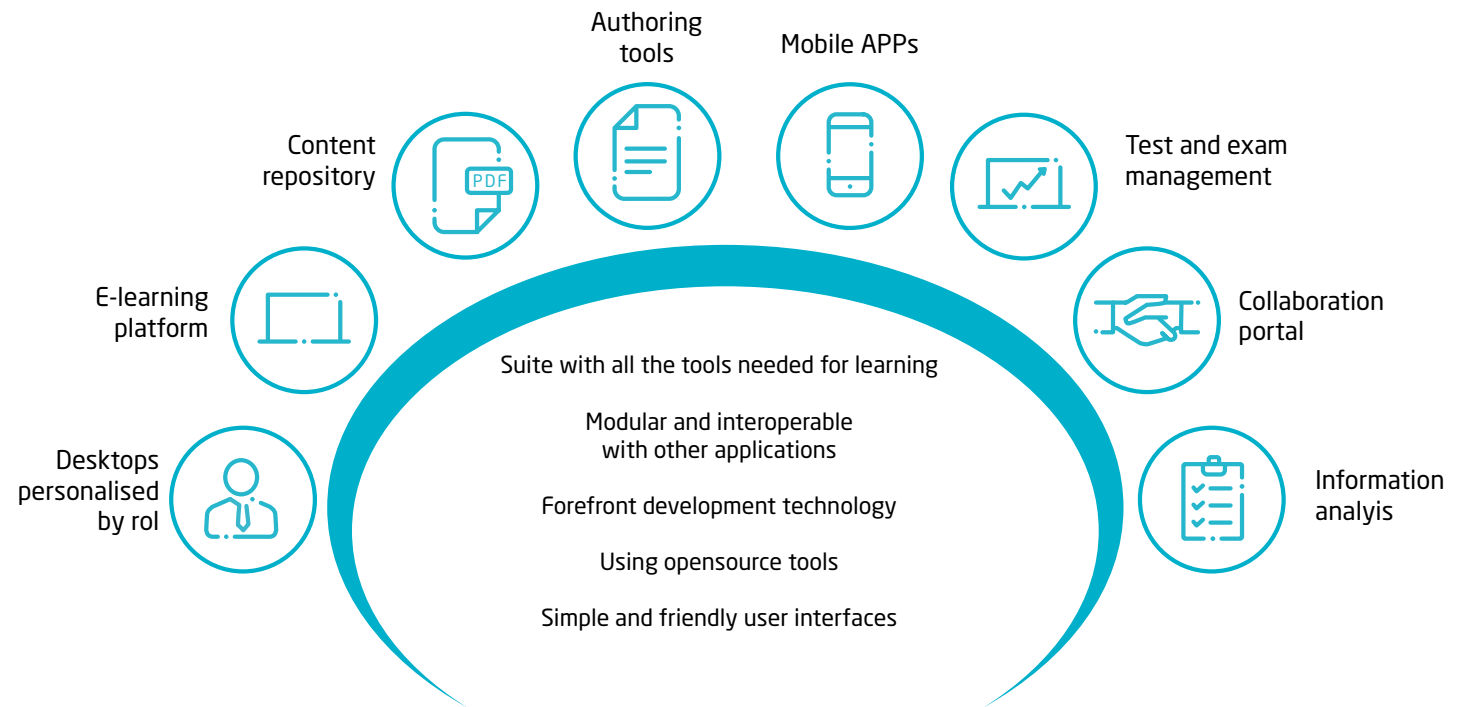 Authoring
tools
Mobile APPs
Content
repository
PDF
Test and exam
management
E-learning
platform
Collaboration
portal
Suite with all the tools needed for learning
Modular and interoperable
with other applications
Forefront development technology
Using opensource tools
Simple and friendly user interfaces
Desktops
personalised
by rol
Information
analyis